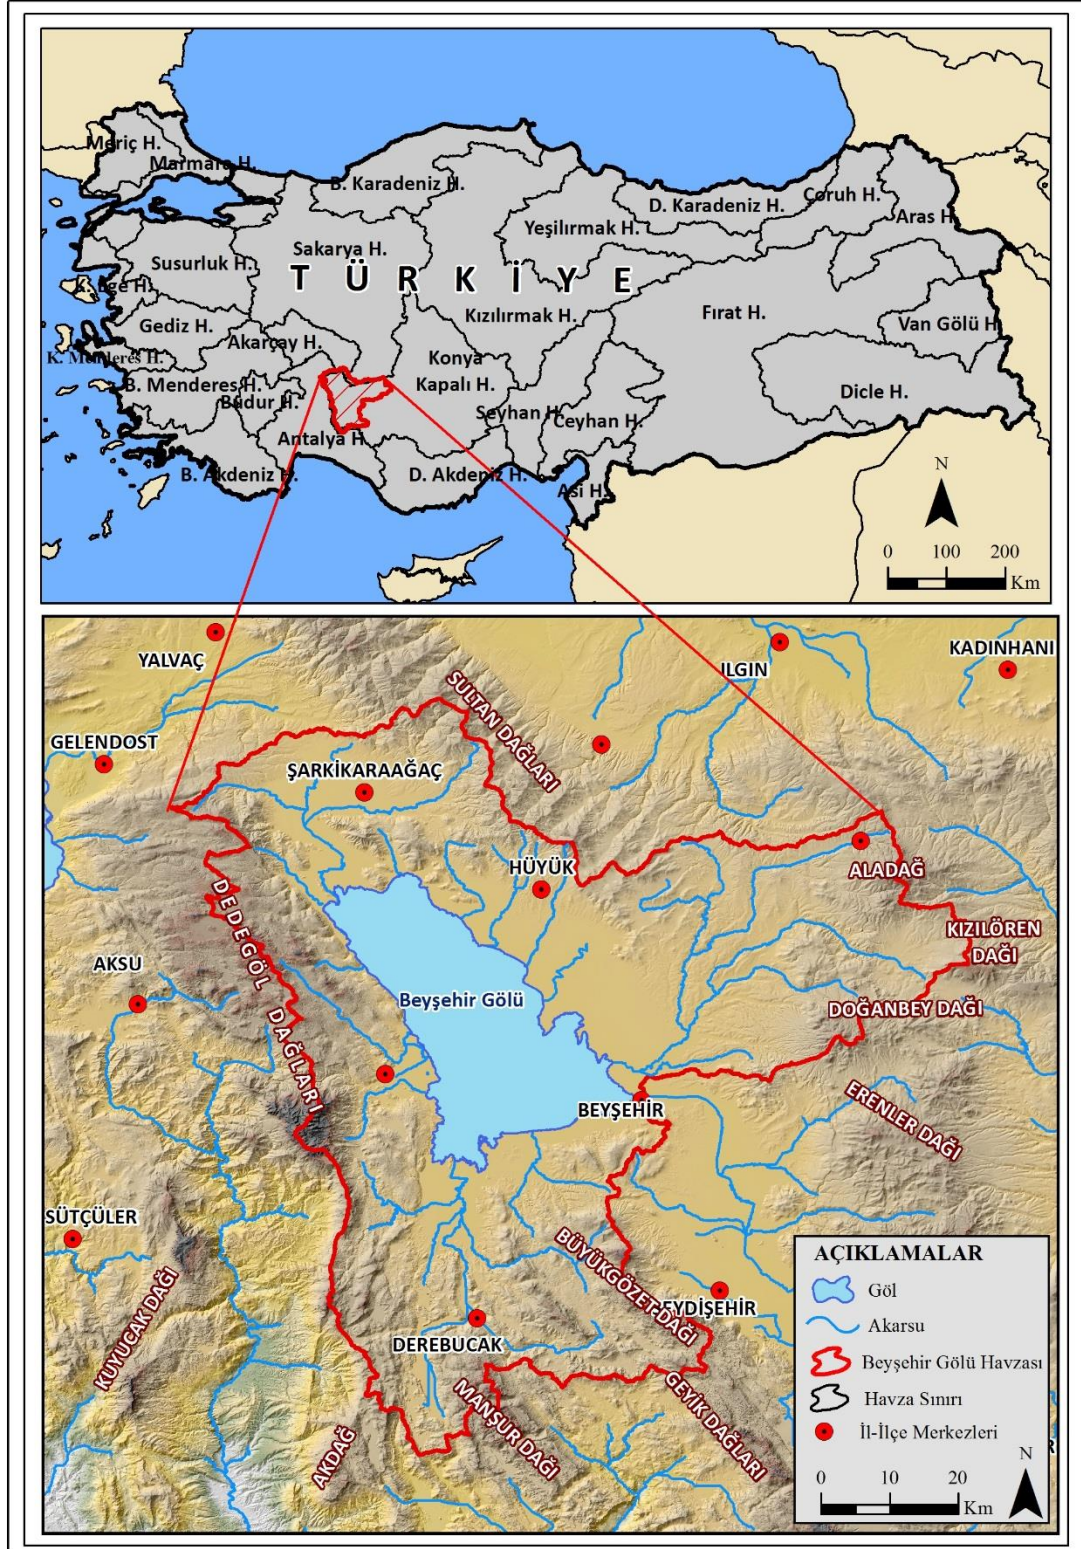 Meriç H.
Marmara H.
B. Karadeniz H.
D. Karadeniz H.
Çoruh H.
Aras H
Yeşilırmak H.
Sakarya H.
Susurluk H.
TÜRKİYE
K. Ege H.
Gediz H.
Kızılırmak H.
Fırat H.
Van Gölü H
Akarçay H.
K. Menderes H.
Konya
Kapalı H.
B. Menderes H.
Budur H.
Dicle H.
Seyhan H
Ceyhan H.
Antalya H
B. Akdeniz H.
D. Akdeniz H.
Asi H.
N
0 100 200
Km
YALVAÇ
ILGIN
KADINHANI
SULTAN DAĞLARI
GELENDOST
ŞARKİKARAAĞAÇ
HÜYÜK
ALADAĞ
DEDEGÖL DAĞLARI
KIZILÖREN
DAĞI
AKSU
Beyşehir Gölü
DOĞANBEY DAĞI
BEYŞEHİR
ERENLER DAĞI
SÜTÇÜLER
BÜYÜKGÖZET DAĞI
EYDİŞEHİR
KUYUCAK DAĞI
DEREBUCAK
MANŞUR DAĞI
GEYİK DAĞLARI
AKDAĞ
AÇIKLAMALAR
Göl
Akarsu
Beyşehir Gölü Havzası
Havza Sınırı
İl-İlçe Merkezleri
R
N
0 10 20
Km